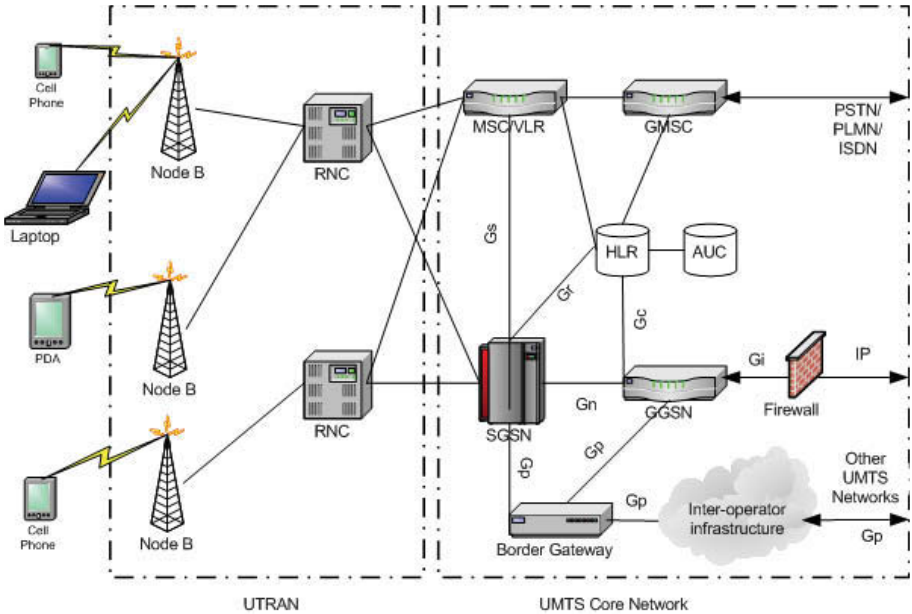 Cell
Phone
Node B
Laptop
RNC
MSC/VLR
GMSC
PSTN/
PLMN/
ISDN
Gs
HLR
AUC
Gr
Gc
PDA
Node B
RNC
SGSN
Gn
GGSN
Gi
Firewall
IP
Gp
Gp
Cell
Phone
Node B
Border Gateway
Gp
Inter-operator
infrastructure
Other
UMTS
Networks
Gp
UTRAN
UMTS Core Network